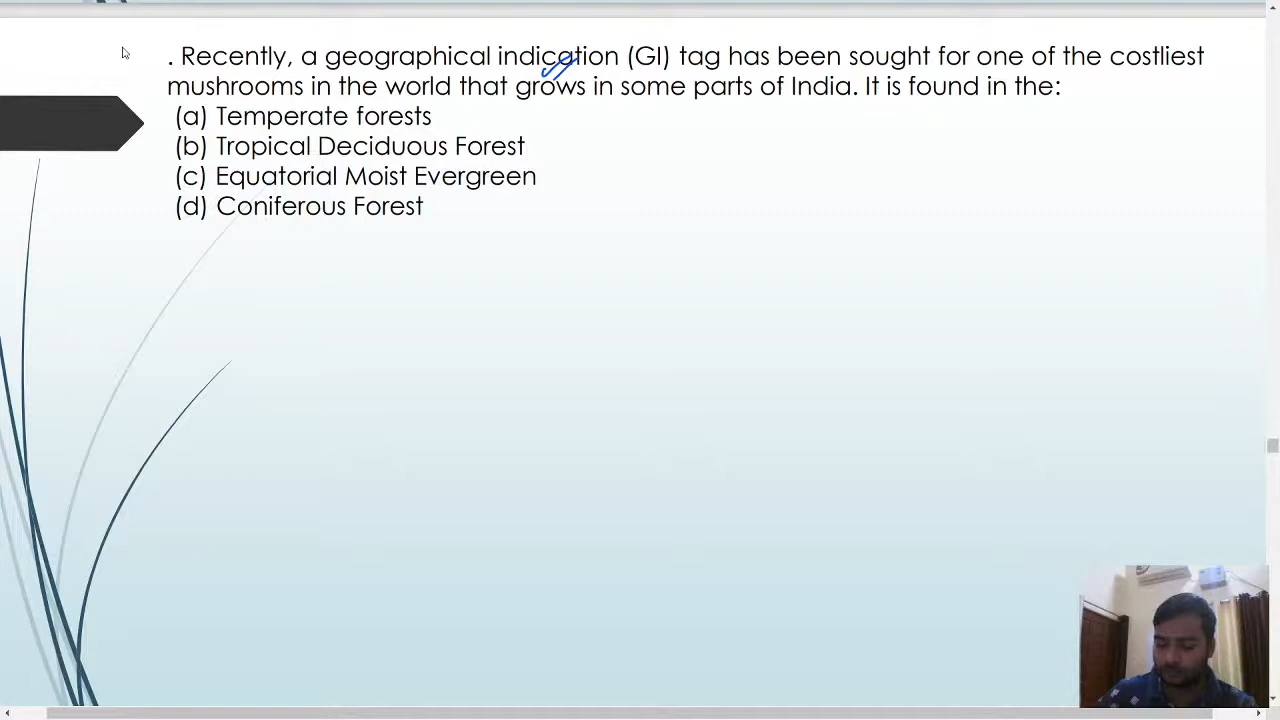 . Recently, a geographical indication (GI) tag has been sought for one of the costliest
mushrooms in the world that grows in some parts of India. It is found in the:
(a) Temperate forests
(b) Tropical Deciduous Forest
(c) Equatorial Moist Evergreen
(d) Coniferous Forest